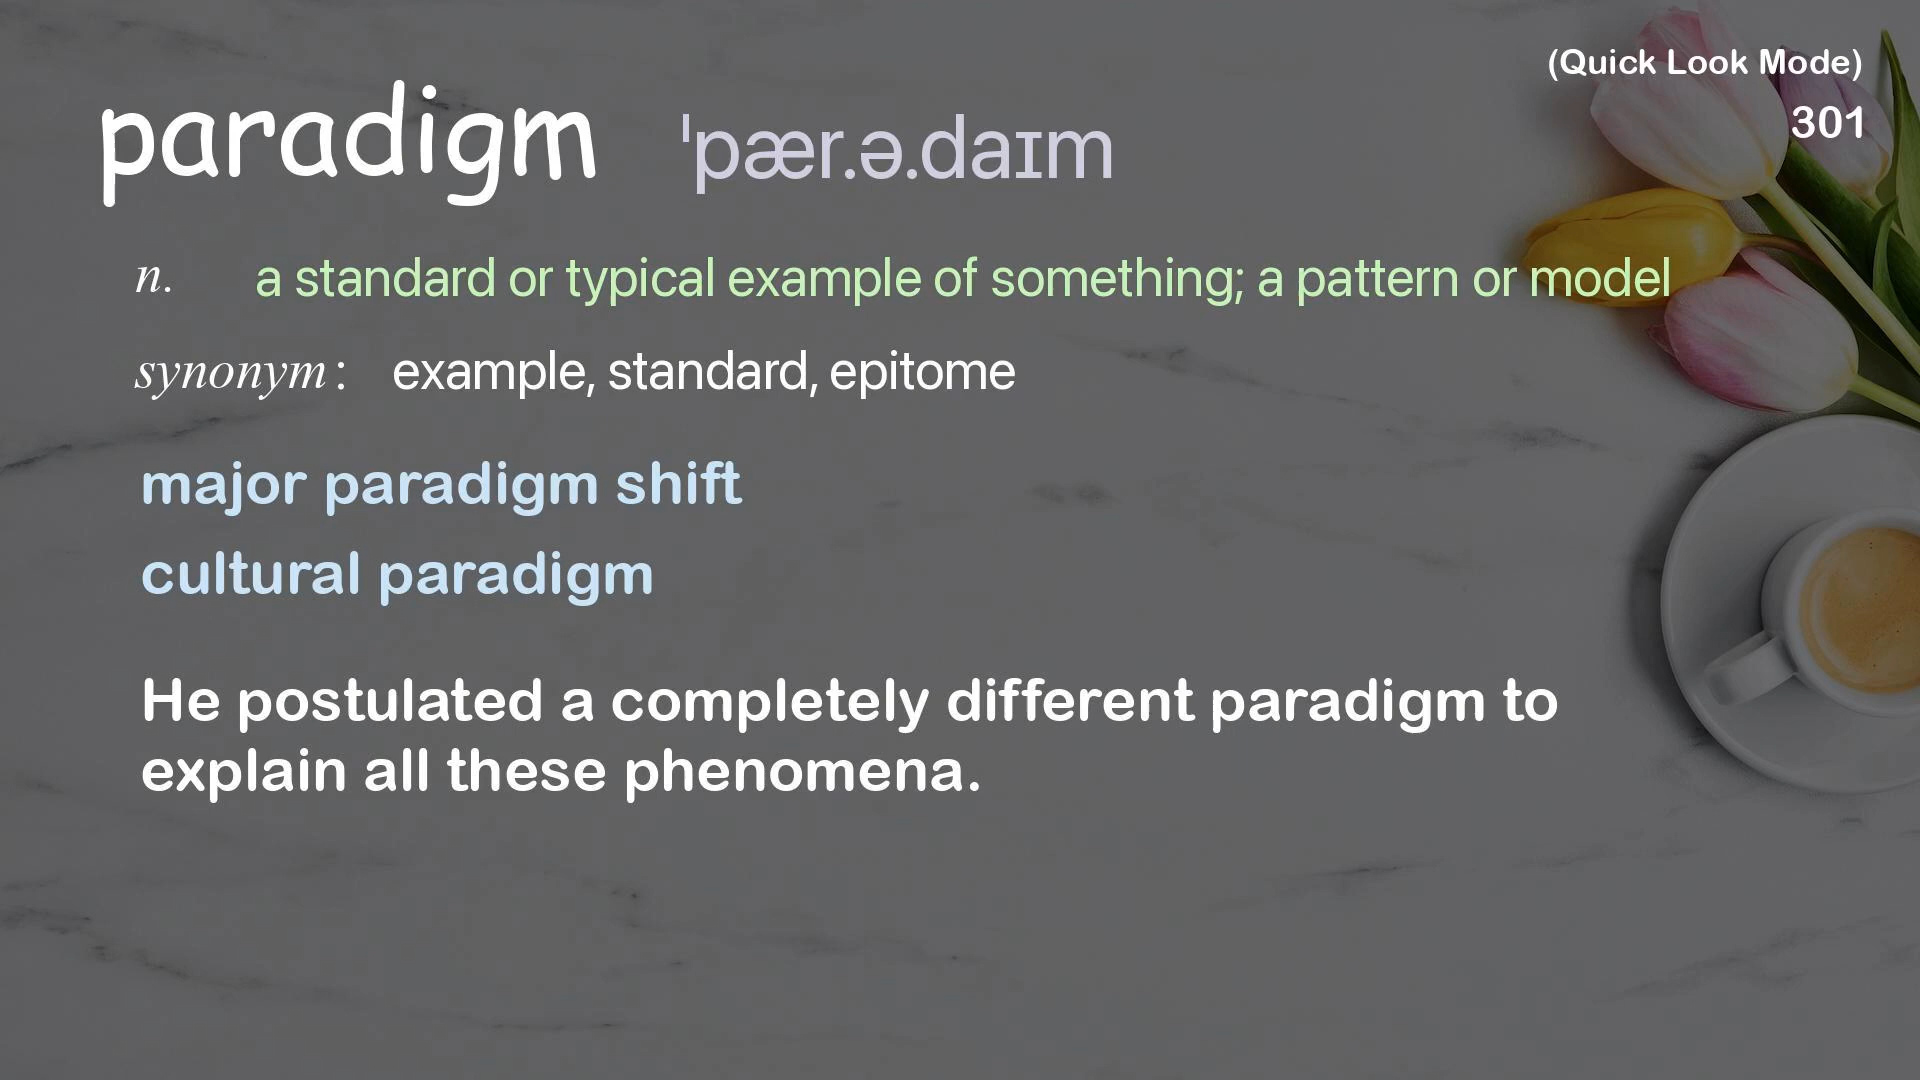 (Quick Look Mode)
301
paradigm ˈpær.ə.daɪm
n. a standard or typical example of something; a pattern or model
synonym: example, standard, epitome
major paradigm shift
cultural paradigm
He postulated a completely different paradigm to
explain all these phenomena.